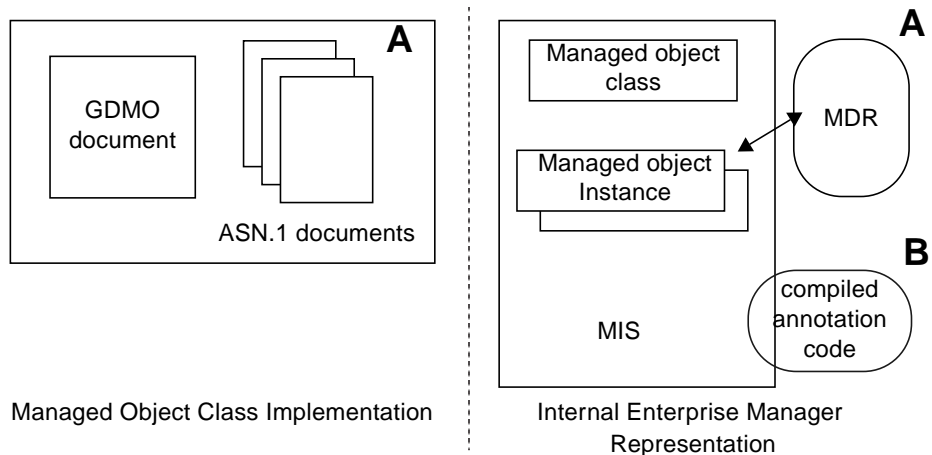 A
GDMO
document
ASN.1 documents
Managed Object Class Implementation
Managed object
class
A
MDR
Managed object
Instance
B
compiled
annotation
code
MIS
Internal Enterprise Manager
Representation